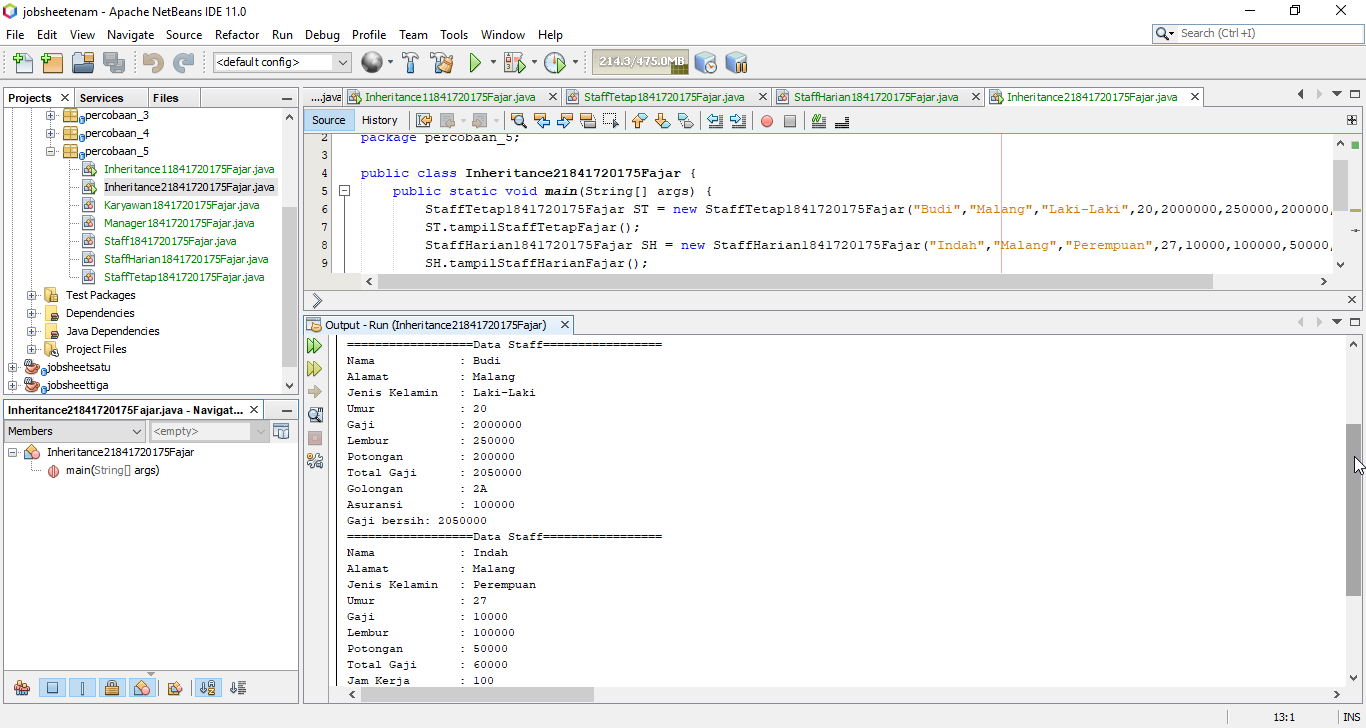 jobsheetenam - Apache NetBeans IDE 11.0
File Edit View Navigate Source Refactor Run Debug Profile Team Tools Window Help
Search (Ctrl+I)
<default config>
214.3/475.0MB
Projects Services Files
percobaan_3
percobaan_4
percobaan_5
Inheritance11841720175Fajar.java
Inheritance21841720175Fajar.java
Karyawan1841720175Fajar.java
Manager1841720175Fajar.java
Staff1841720175Fajar.java
StaffHarian1841720175Fajar.java
StaffTetap1841720175Fajar.java
Test Packages
Dependencies
Java Dependencies
Project Files
jobsheetsatu
jobsheettiga
Inheritance21841720175Fajar.java - Navigat...
Members <empty>
Inheritance21841720175Fajar
main(String[] args)
....java Inheritance11841720175Fajar.java StaffTetap1841720175Fajar.java StaffHarian1841720175Fajar.java Inheritance21841720175Fajar.java
Source History
2 package percobaan_5;
3
4 public class Inheritance21841720175Fajar {
5 public static void main(String[] args) {
6 StaffTetap1841720175Fajar ST = new StaffTetap1841720175Fajar("Budi","Malang","Laki-Laki",20,2000000,250000,200000,
7 ST.tampilStaffTetapFajar();
8 StaffHarian1841720175Fajar SH = new StaffHarian1841720175Fajar("Indah","Malang","Perempuan",27,10000,100000,50000,
9 SH.tampilStaffHarianFajar();
Output - Run (Inheritance21841720175Fajar)
==================Data Staff=================
Nama : Budi
Alamat : Malang
Jenis Kelamin : Laki-Laki
Umur : 20
Gaji : 2000000
Lembur : 250000
Potongan : 200000
Total Gaji : 2050000
Golongan : 2A
Asuransi : 100000
Gaji bersih: 2050000
==================Data Staff=================
Nama : Indah
Alamat : Malang
Jenis Kelamin : Perempuan
Umur : 27
Gaji : 10000
Lembur : 100000
Potongan : 50000
Total Gaji : 60000
Jam Kerja : 100
13:1 INS